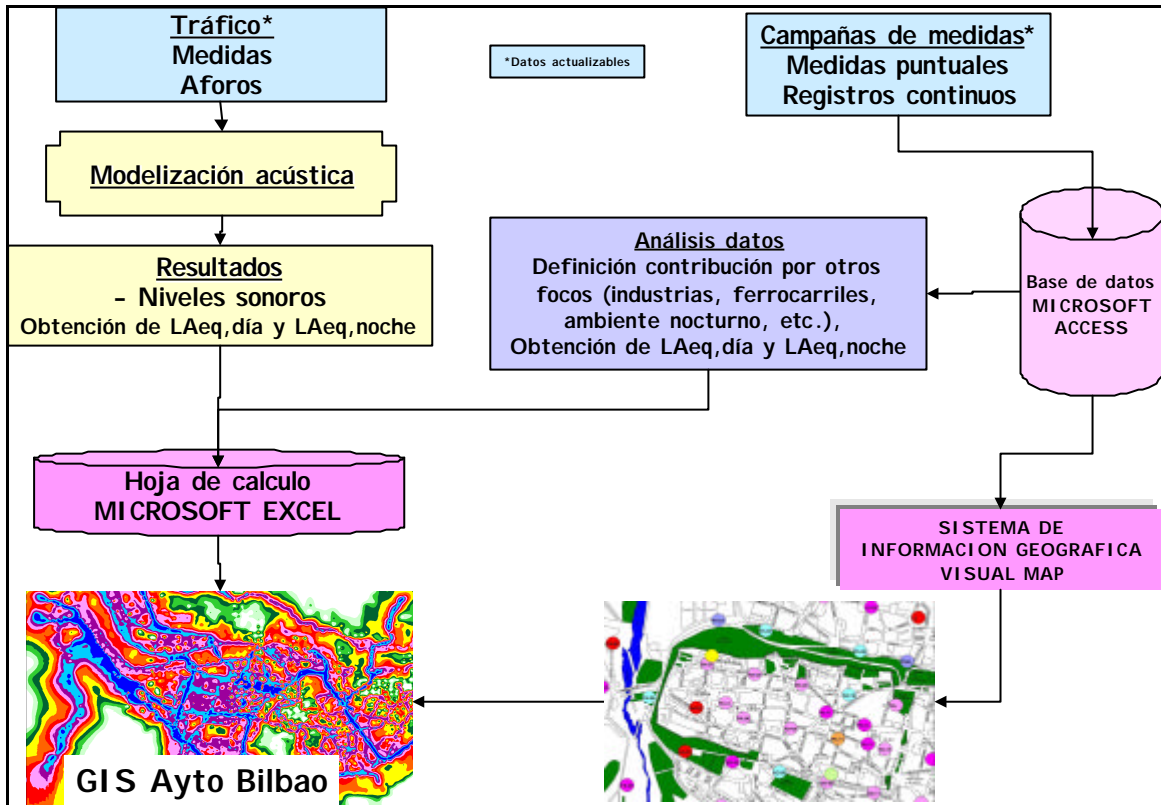 Tráfico*
Medidas
Aforos
*Datos actualizables
Campañas de medidas*
Medidas puntuales
Registros continuos
Modelización acústica
Resultados
– Niveles sonoros
Obtención de LAeq,día y LAeq,noche
Análisis datos
Definición contribución por otros
focos (industrias, ferrocarriles,
ambiente nocturno, etc.),
Obtención de LAeq,día y LAeq,noche
Base de datos
MICROSOFT
ACCESS
Hoja de calculo
MICROSOFT EXCEL
SISTEMA DE
INFORMACION GEOGRAFICA
VISUAL MAP
GIS Ayto Bilbao